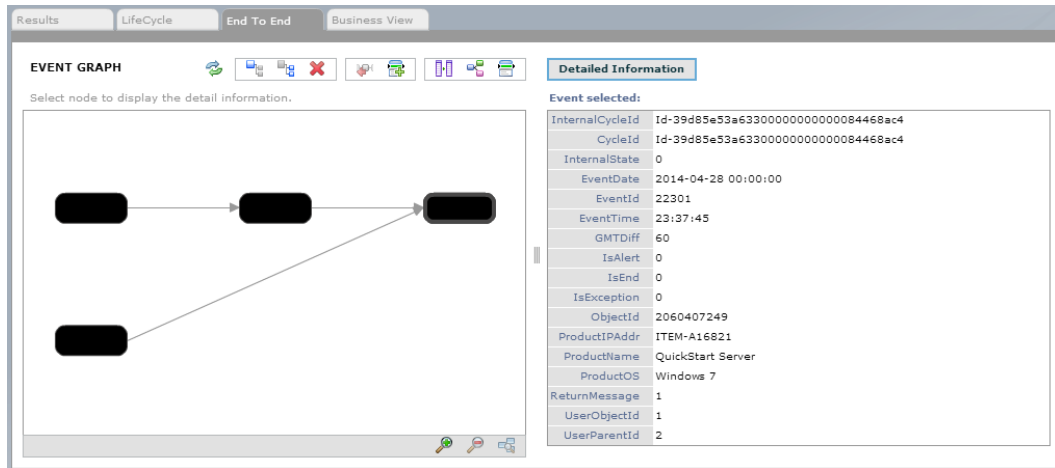 Results LifeCycle End To End Business View
EVENT GRAPH
Select node to display the detail information.
Detailed Information
Event selected:
InternalCycleId Id-39d85e53a63300000000000084468ac4
CycleId Id-39d85e53a63300000000000084468ac4
InternalState 0
EventDate 2014-04-28 00:00:00
EventId 22301
EventTime 23:37:45
GMTDiff 60
IsAlert 0
IsEnd 0
IsException 0
ObjectId 2060407249
ProductIPAddr ITEM-A16821
ProductName QuickStart Server
ProductOS Windows 7
ReturnMessage 1
UserObjectId 1
UserParentId 2